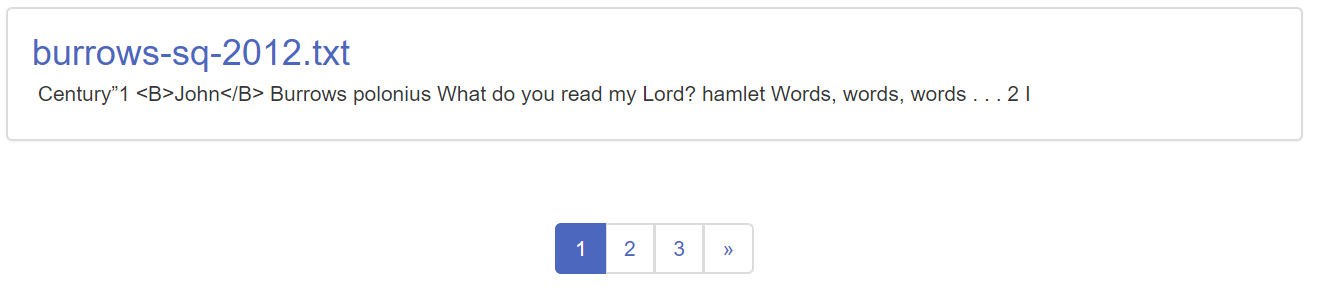 burrows-sq-2012.txt
Century”1 <B>John</B> Burrows polonius What do you read my Lord? hamlet Words, words, words . . . 2 I
1 2 3 »